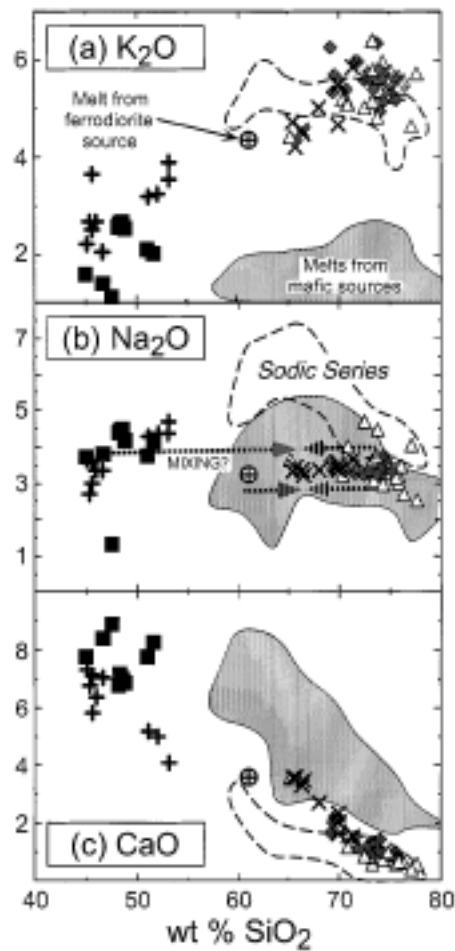 6
(a) K₂O
Melt from
ferrodiorite
source
4
2
Melts from
mafic sources
7
(b) Na₂O
Sodic Series
5
MIXING?
3
1
8
6
4
2
(c) CaO
40 50 60 70 80
wt % SiO₂